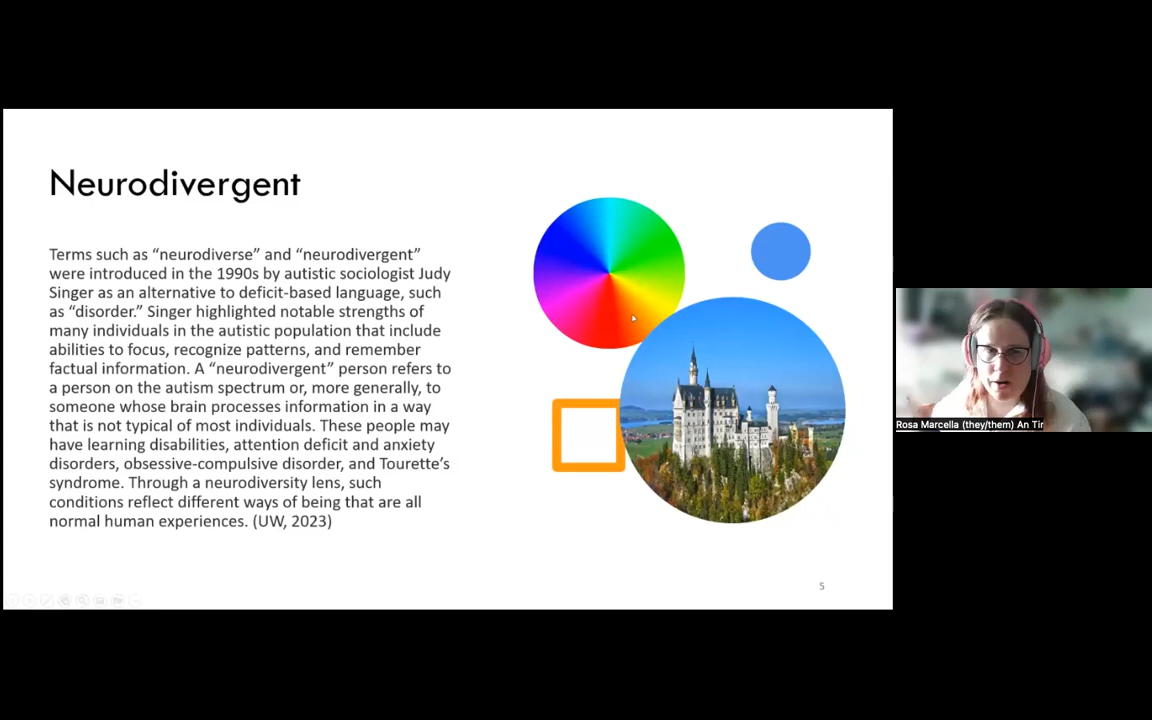 Neurodivergent
Terms such as “neurodiverse” and “neurodivergent”
were introduced in the 1990s by autistic sociologist Judy
Singer as an alternative to deficit-based language, such
as “disorder.” Singer highlighted notable strengths of
many individuals in the autistic population that include
abilities to focus, recognize patterns, and remember
factual information. A “neurodivergent” person refers to
a person on the autism spectrum or, more generally, to
someone whose brain processes information in a way
that is not typical of most individuals. These people may
have learning disabilities, attention deficit and anxiety
disorders, obsessive-compulsive disorder, and Tourette’s
syndrome. Through a neurodiversity lens, such
conditions reflect different ways of being that are all
normal human experiences. (UW, 2023)
5
Rosa Marcella (they/them) An Tir